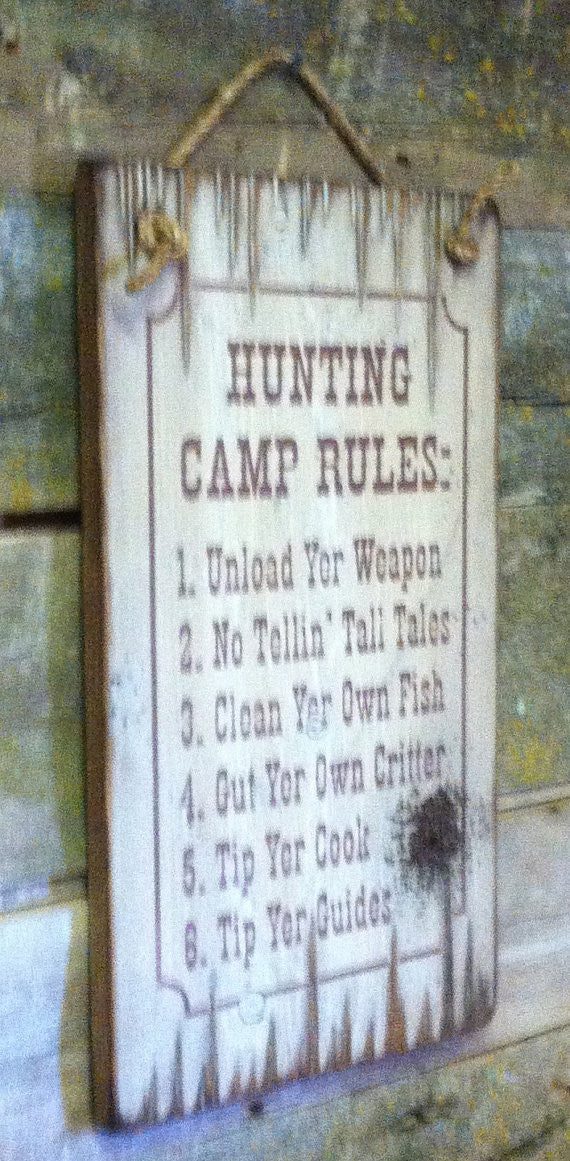 HUNTING
CAMP RULES:
1. Unload Yer Weapon
2. No Tellin' Tall Tales
3. Clean Yer Own Fish
4. Gut Yer Own Critter
5. Tip Yer Cook
6. Tip Yer Guides